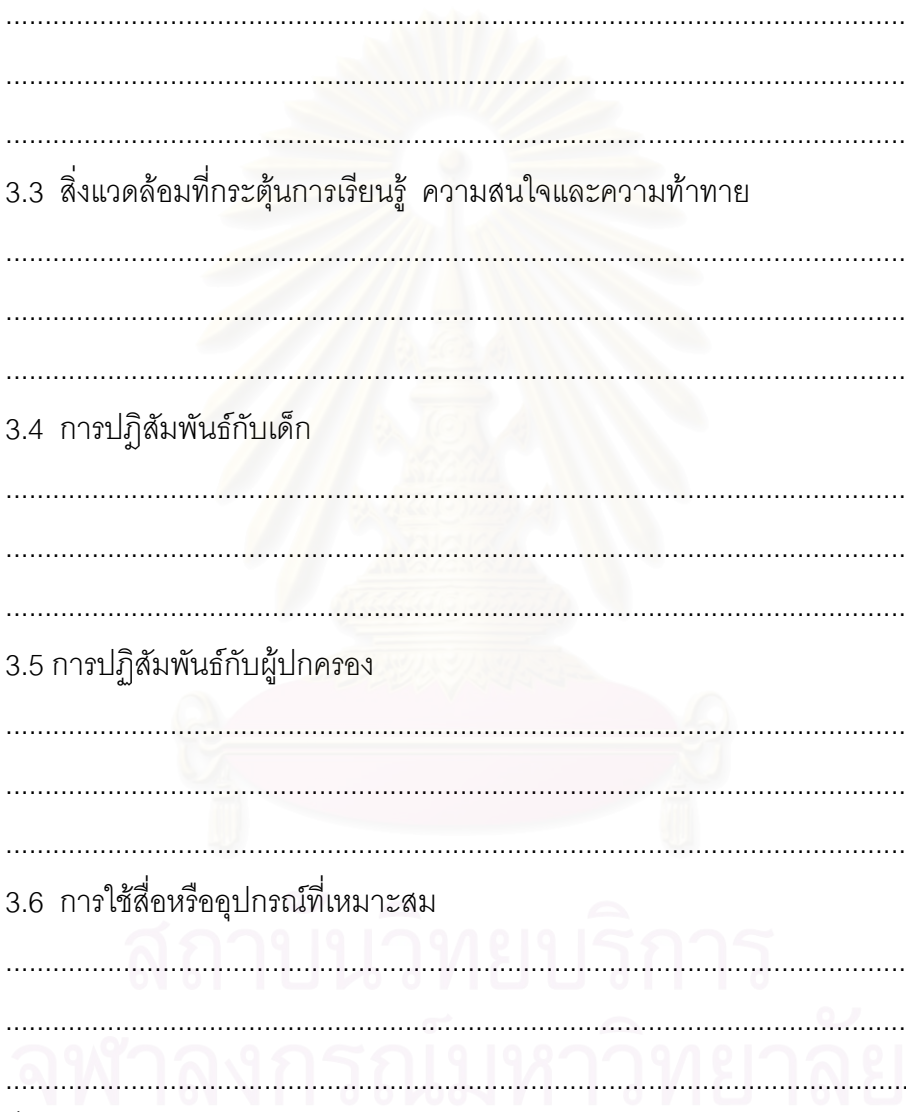 ................................................................................................................
................................................................................................................
................................................................................................................
3.3 สิ่งแวดล้อมที่กระตุ้นการเรียนรู้ ความสนใจและความท้าทาย
................................................................................................................
................................................................................................................
................................................................................................................
3.4 การปฏิสัมพันธ์กับเด็ก
................................................................................................................
................................................................................................................
................................................................................................................
3.5 การปฏิสัมพันธ์กับผู้ปกครอง
................................................................................................................
................................................................................................................
................................................................................................................
3.6 การใช้สื่อหรืออุปกรณ์ที่เหมาะสม
สถาบันวิทยบริการ
................................................................................................................
................................................................................................................
จุฬาลงกรณ์มหาวิทยาลัย
................................................................................................................